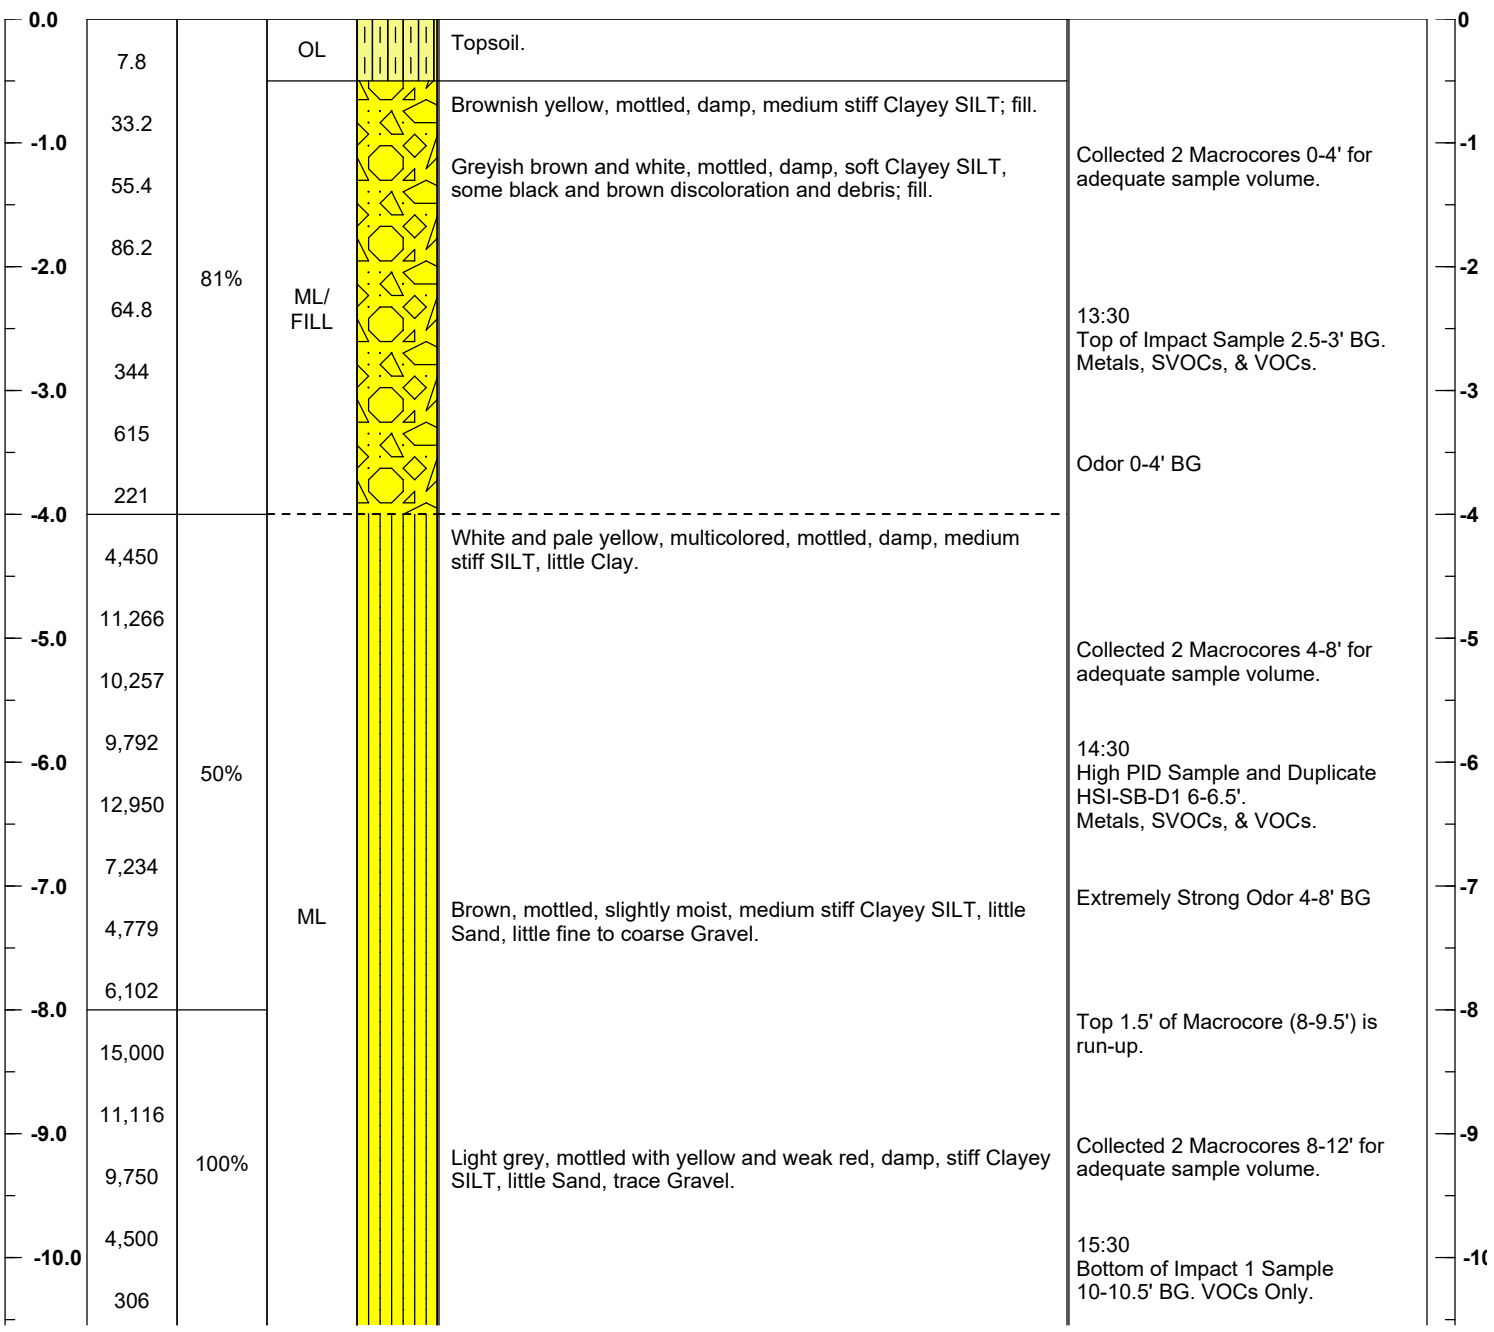 0.0
0
OL
Topsoil.
7.8
Brownish yellow, mottled, damp, medium stiff Clayey SILT; fill.
33.2
-1.0
-1
Collected 2 Macrocores 0-4' for
adequate sample volume.
Greyish brown and white, mottled, damp, soft Clayey SILT,
some black and brown discoloration and debris; fill.
55.4
86.2
-2.0
-2
81%
ML/
FILL
64.8
13:30
Top of Impact Sample 2.5-3' BG.
Metals, SVOCs, & VOCs.
344
-3.0
-3
615
Odor 0-4' BG
221
-4.0
-4
White and pale yellow, multicolored, mottled, damp, medium
stiff SILT, little Clay.
4,450
11,266
-5.0
-5
Collected 2 Macrocores 4-8' for
adequate sample volume.
10,257
9,792
14:30
High PID Sample and Duplicate
HSI-SB-D1 6-6.5'.
Metals, SVOCs, & VOCs.
-6.0
-6
50%
12,950
7,234
-7.0
-7
Extremely Strong Odor 4-8' BG
ML
Brown, mottled, slightly moist, medium stiff Clayey SILT, little
Sand, little fine to coarse Gravel.
4,779
6,102
-8.0
-8
Top 1.5' of Macrocore (8-9.5') is
run-up.
15,000
11,116
-9.0
-9
Collected 2 Macrocores 8-12' for
adequate sample volume.
100%
Light grey, mottled with yellow and weak red, damp, stiff Clayey
SILT, little Sand, trace Gravel.
9,750
4,500
15:30
Bottom of Impact 1 Sample
10-10.5' BG. VOCs Only.
-10.0
-10
306